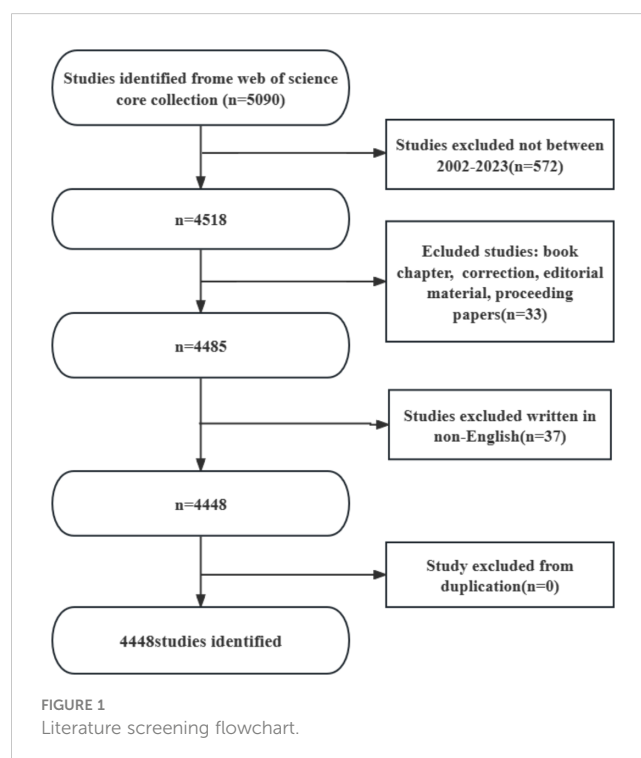 Studies identified frome web of science
core collection (n=5090)
Studies excluded not between
2002-2023(n=572)
n=4518
Ecluded studies: book
chapter, correction, editorial
material, proceeding
papers(n=33)
n=4485
Studies excluded written in
non-English(n=37)
n=4448
Study excluded from
duplication(n=0)
4448studies identified
FIGURE 1
Literature screening flowchart.